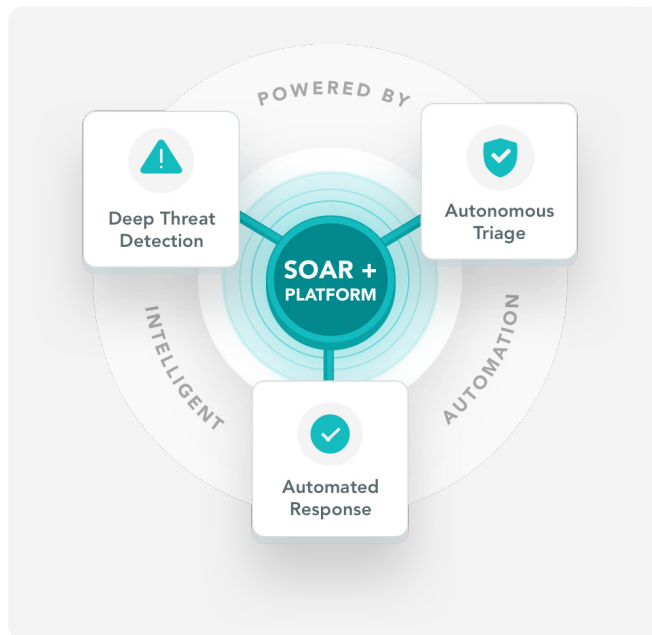 POWERED BY
Deep Threat
Detection
Autonomous
Triage
SOAR +
PLATFORM
INTELLIGENT
AUTOMATION
Automated
Response